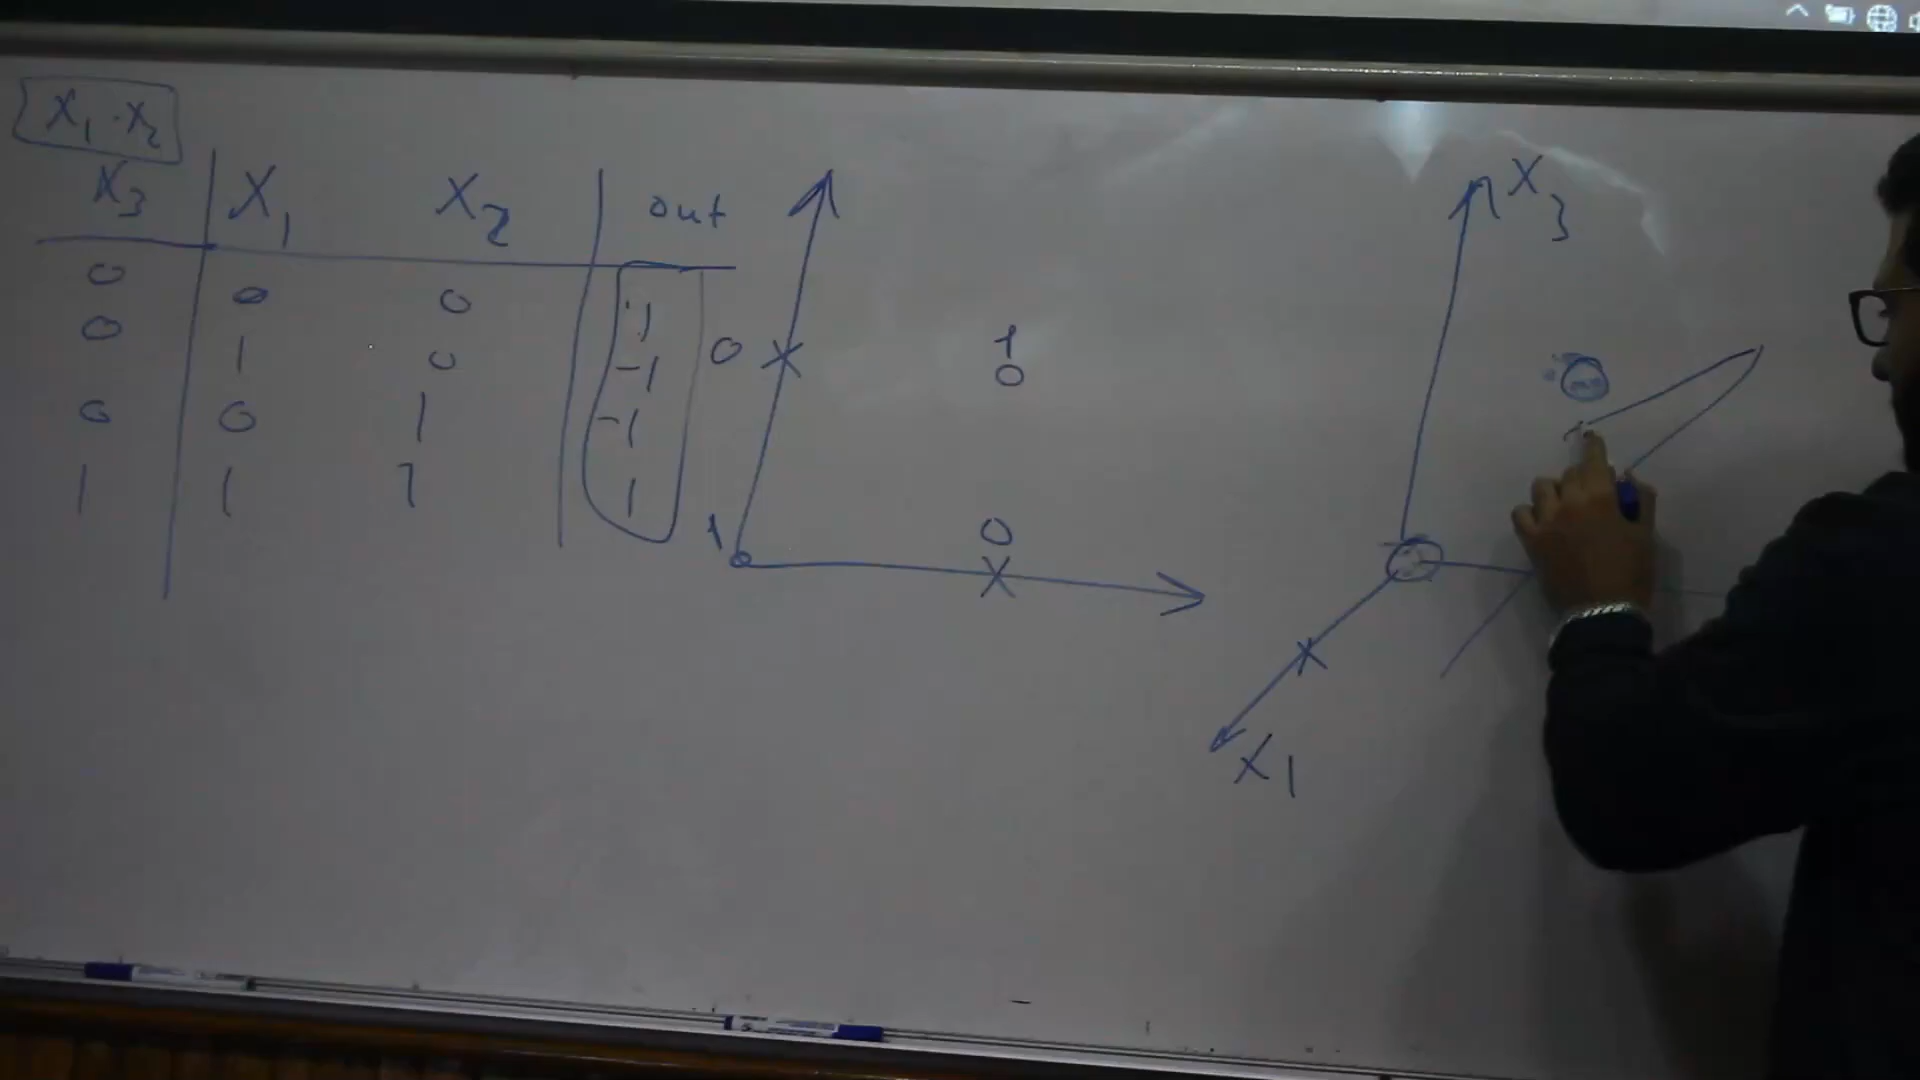 X₁ · X₂
X₃ X₁ X₂ out
0 0 0 1
0 1 0 -1
0 0 1 -1
1 1 1 1
0 X 1 0
1 0 X
X₃
X
X₁